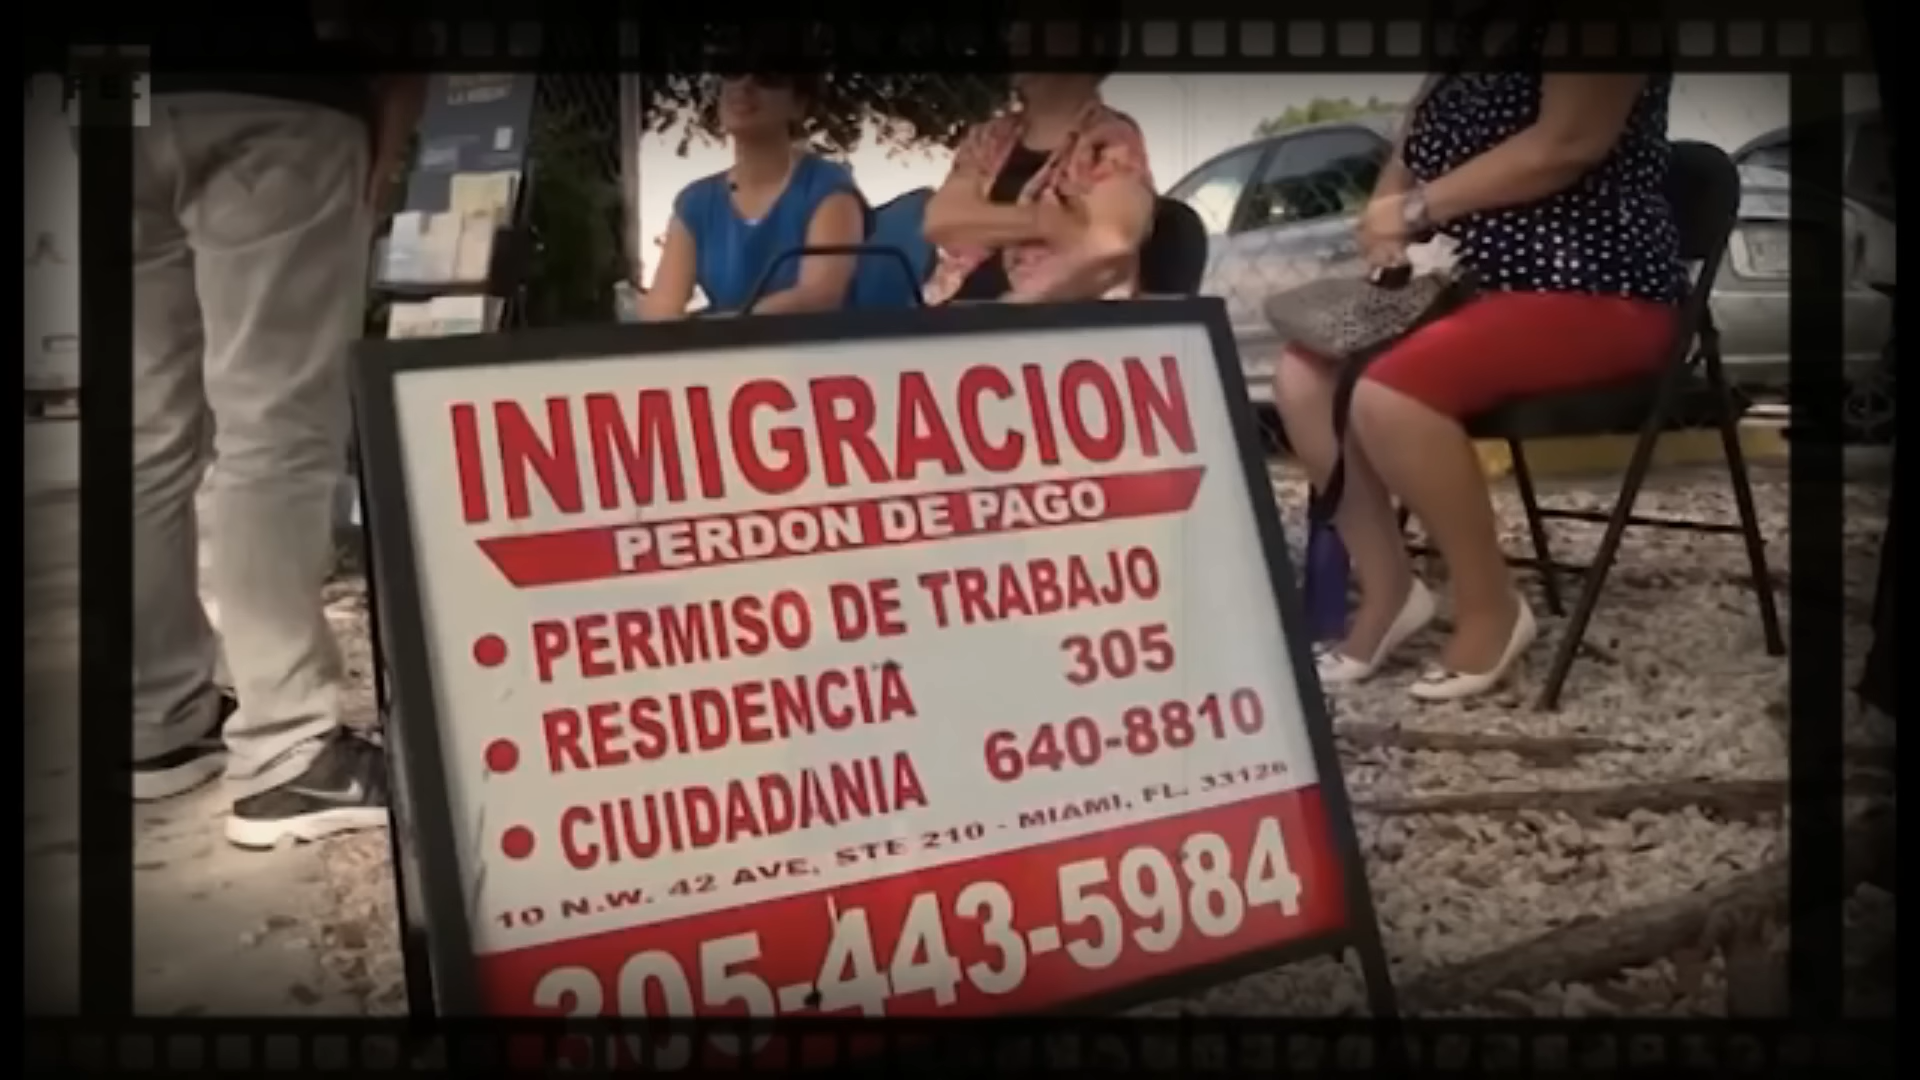 INMIGRACION
PERDON DE PAGO
• PERMISO DE TRABAJO
• RESIDENCIA 305
• CIUIDADANIA 640-8810
10 N.W. 42 AVE, STE 210 - MIAMI, FL. 33126
305-443-5984